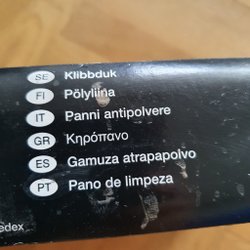 SE Klibbduk
FI Pölyliina
IT Panni antipolvere
GR Κηρόπανο
ES Gamuza atrapapolvo
PT Pano de limpeza
edex